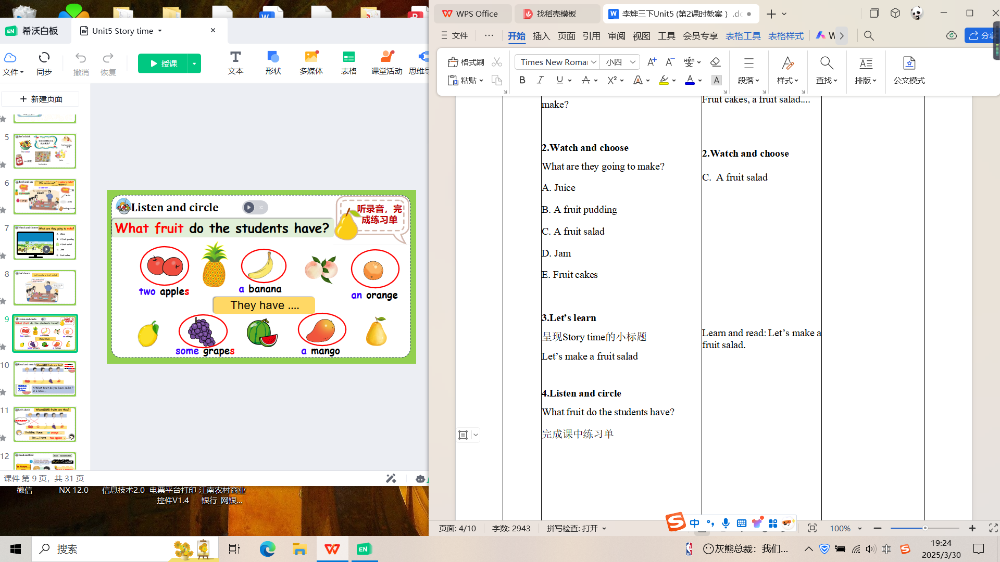 希沃白板
Unit5 Story time
文件
同步
撤消
恢复
授课
文本
形状
多媒体
表格
课堂活动
新建页面
5
6
7
8
9
10
11
12
Listen and circle
听录音，完
成练习单
What fruit do the students have?
two apples
a banana
an orange
They have ....
some grapes
a mango
课件 第 9 页，共 31 页
微信
NX 12.0
信息技术2.0
电票平台打印
控件V1.4
江南农村商业
银行_网银...
WPS Office
找稻壳模板
李烨三下Unit5 (第2课时教案）.dc
文件
开始
插入
页面
引用
审阅
视图
工具
会员专享
表格工具
表格样式
分享
格式刷
粘贴
Times New Roma
小四
段落
样式
查找
排版
公文模式
make?
Fruit cakes, a fruit salad....
2.Watch and choose
What are they going to make?
A. Juice
B. A fruit pudding
C. A fruit salad
D. Jam
E. Fruit cakes
2.Watch and choose
C. A fruit salad
3.Let’s learn
呈现Story time的小标题
Let’s make a fruit salad
Learn and read: Let’s make a
fruit salad.
4.Listen and circle
What fruit do the students have?
完成课中练习单
页面: 4/10
字数: 2943
拼写检查: 打开
中
100%
搜索
灰熊总裁：我们...
中
19:24
2025/3/30